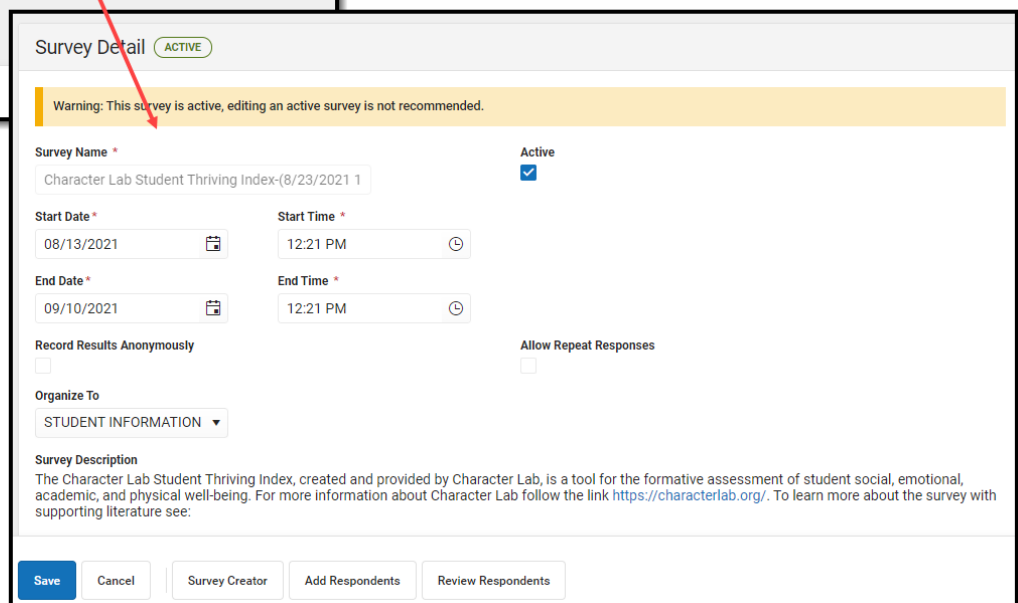 Survey Detail ACTIVE
Warning: This survey is active, editing an active survey is not recommended.
Survey Name *
Active
Character Lab Student Thriving Index-(8/23/2021 1
Start Date *
Start Time *
08/13/2021
12:21 PM
End Date *
End Time *
09/10/2021
12:21 PM
Record Results Anonymously
Allow Repeat Responses
Organize To
STUDENT INFORMATION
Survey Description
The Character Lab Student Thriving Index, created and provided by Character Lab, is a tool for the formative assessment of student social, emotional,
academic, and physical well-being. For more information about Character Lab follow the link https://characterlab.org/. To learn more about the survey with
supporting literature see:
Save Cancel Survey Creator Add Respondents Review Respondents